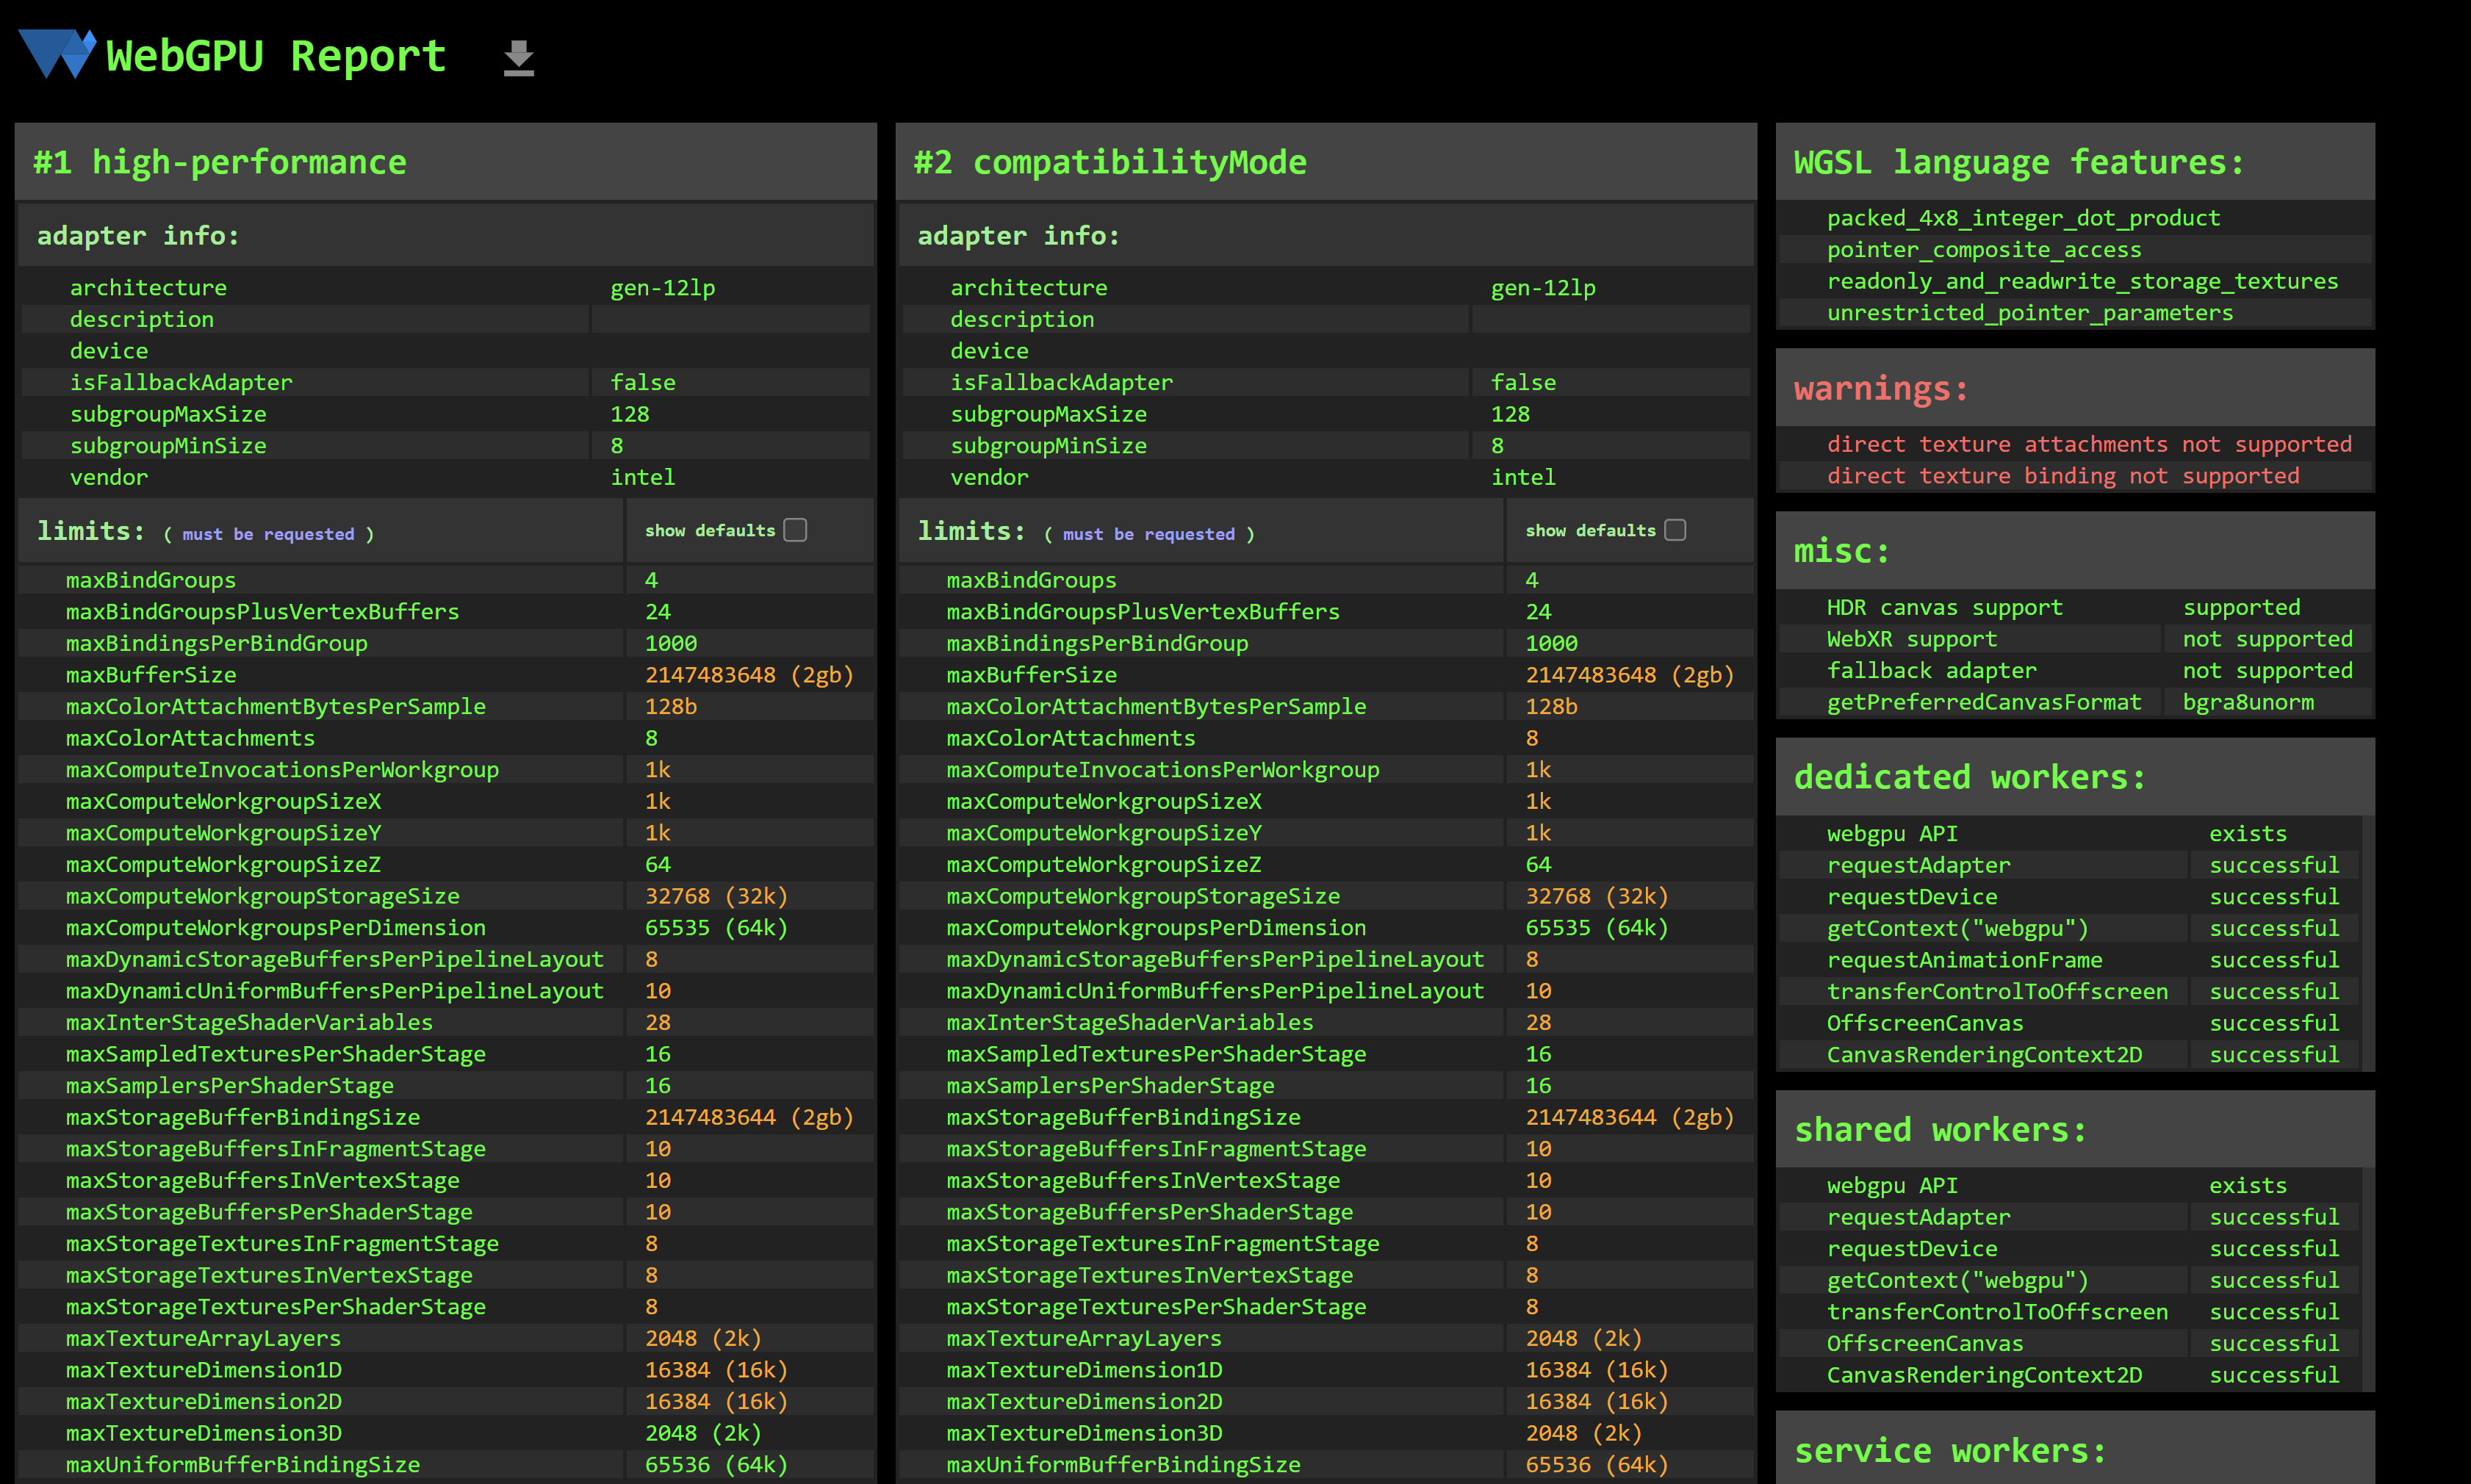 WebGPU Report
#1 high-performance
adapter info:
architecture gen-12lp
description
device
isFallbackAdapter false
subgroupMaxSize 128
subgroupMinSize 8
vendor intel
limits: ( must be requested ) show defaults
maxBindGroups 4
maxBindGroupsPlusVertexBuffers 24
maxBindingsPerBindGroup 1000
maxBufferSize 2147483648 (2gb)
maxColorAttachmentBytesPerSample 128b
maxColorAttachments 8
maxComputeInvocationsPerWorkgroup 1k
maxComputeWorkgroupSizeX 1k
maxComputeWorkgroupSizeY 1k
maxComputeWorkgroupSizeZ 64
maxComputeWorkgroupStorageSize 32768 (32k)
maxComputeWorkgroupsPerDimension 65535 (64k)
maxDynamicStorageBuffersPerPipelineLayout 8
maxDynamicUniformBuffersPerPipelineLayout 10
maxInterStageShaderVariables 28
maxSampledTexturesPerShaderStage 16
maxSamplersPerShaderStage 16
maxStorageBufferBindingSize 2147483644 (2gb)
maxStorageBuffersInFragmentStage 10
maxStorageBuffersInVertexStage 10
maxStorageBuffersPerShaderStage 10
maxStorageTexturesInFragmentStage 8
maxStorageTexturesInVertexStage 8
maxStorageTexturesPerShaderStage 8
maxTextureArrayLayers 2048 (2k)
maxTextureDimension1D 16384 (16k)
maxTextureDimension2D 16384 (16k)
maxTextureDimension3D 2048 (2k)
maxUniformBufferBindingSize 65536 (64k)
#2 compatibilityMode
adapter info:
architecture gen-12lp
description
device
isFallbackAdapter false
subgroupMaxSize 128
subgroupMinSize 8
vendor intel
limits: ( must be requested ) show defaults
maxBindGroups 4
maxBindGroupsPlusVertexBuffers 24
maxBindingsPerBindGroup 1000
maxBufferSize 2147483648 (2gb)
maxColorAttachmentBytesPerSample 128b
maxColorAttachments 8
maxComputeInvocationsPerWorkgroup 1k
maxComputeWorkgroupSizeX 1k
maxComputeWorkgroupSizeY 1k
maxComputeWorkgroupSizeZ 64
maxComputeWorkgroupStorageSize 32768 (32k)
maxComputeWorkgroupsPerDimension 65535 (64k)
maxDynamicStorageBuffersPerPipelineLayout 8
maxDynamicUniformBuffersPerPipelineLayout 10
maxInterStageShaderVariables 28
maxSampledTexturesPerShaderStage 16
maxSamplersPerShaderStage 16
maxStorageBufferBindingSize 2147483644 (2gb)
maxStorageBuffersInFragmentStage 10
maxStorageBuffersInVertexStage 10
maxStorageBuffersPerShaderStage 10
maxStorageTexturesInFragmentStage 8
maxStorageTexturesInVertexStage 8
maxStorageTexturesPerShaderStage 8
maxTextureArrayLayers 2048 (2k)
maxTextureDimension1D 16384 (16k)
maxTextureDimension2D 16384 (16k)
maxTextureDimension3D 2048 (2k)
maxUniformBufferBindingSize 65536 (64k)
WGSL language features:
packed_4x8_integer_dot_product
pointer_composite_access
readonly_and_readwrite_storage_textures
unrestricted_pointer_parameters
warnings:
direct texture attachments not supported
direct texture binding not supported
misc:
HDR canvas support supported
WebXR support not supported
fallback adapter not supported
getPreferredCanvasFormat bgra8unorm
dedicated workers:
webgpu API exists
requestAdapter successful
requestDevice successful
getContext("webgpu") successful
requestAnimationFrame successful
transferControlToOffscreen successful
OffscreenCanvas successful
CanvasRenderingContext2D successful
shared workers:
webgpu API exists
requestAdapter successful
requestDevice successful
getContext("webgpu") successful
transferControlToOffscreen successful
OffscreenCanvas successful
CanvasRenderingContext2D successful
service workers: